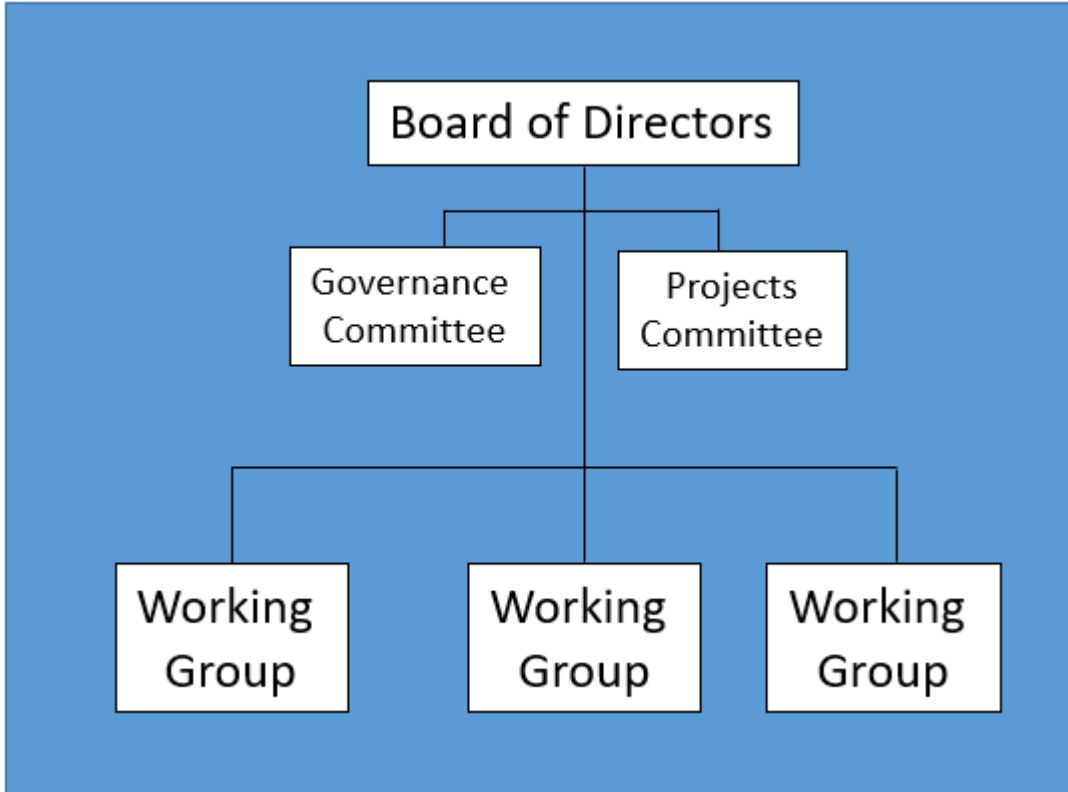 Board of Directors
Governance
Committee
Projects
Committee
Working
Group
Working
Group
Working
Group